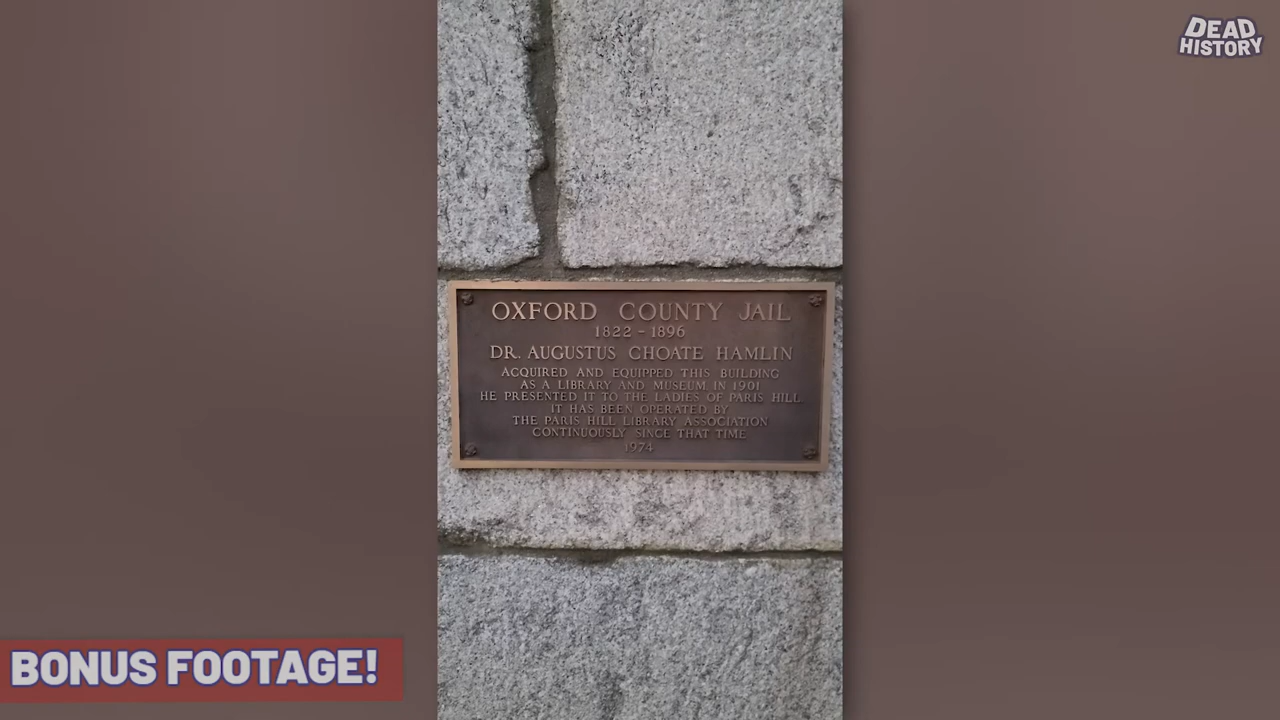 DEAD
HISTORY
OXFORD COUNTY JAIL
1822 - 1896
DR. AUGUSTUS CHOATE HAMLIN
ACQUIRED AND EQUIPPED THIS BUILDING
AS A LIBRARY AND MUSEUM IN 1901
HE PRESENTED IT TO THE LADIES OF PARIS HILL.
IT HAS BEEN OPERATED BY
THE PARIS HILL LIBRARY ASSOCIATION
CONTINUOUSLY SINCE THAT TIME
1974
BONUS FOOTAGE!